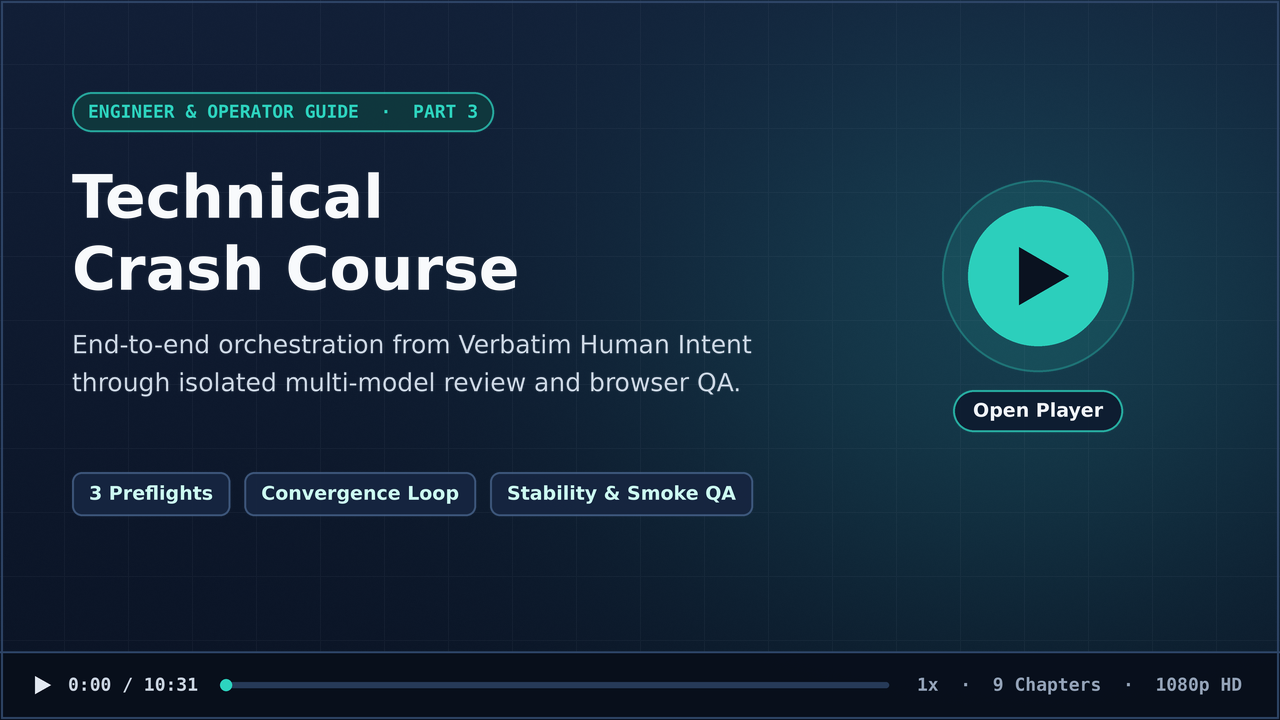 ENGINEER & OPERATOR GUIDE · PART 3
Technical
Crash Course
End-to-end orchestration from Verbatim Human Intent
through isolated multi-model review and browser QA.
Open Player
3 Preflights
Convergence Loop
Stability & Smoke QA
0:00 / 10:31
1x · 9 Chapters · 1080p HD